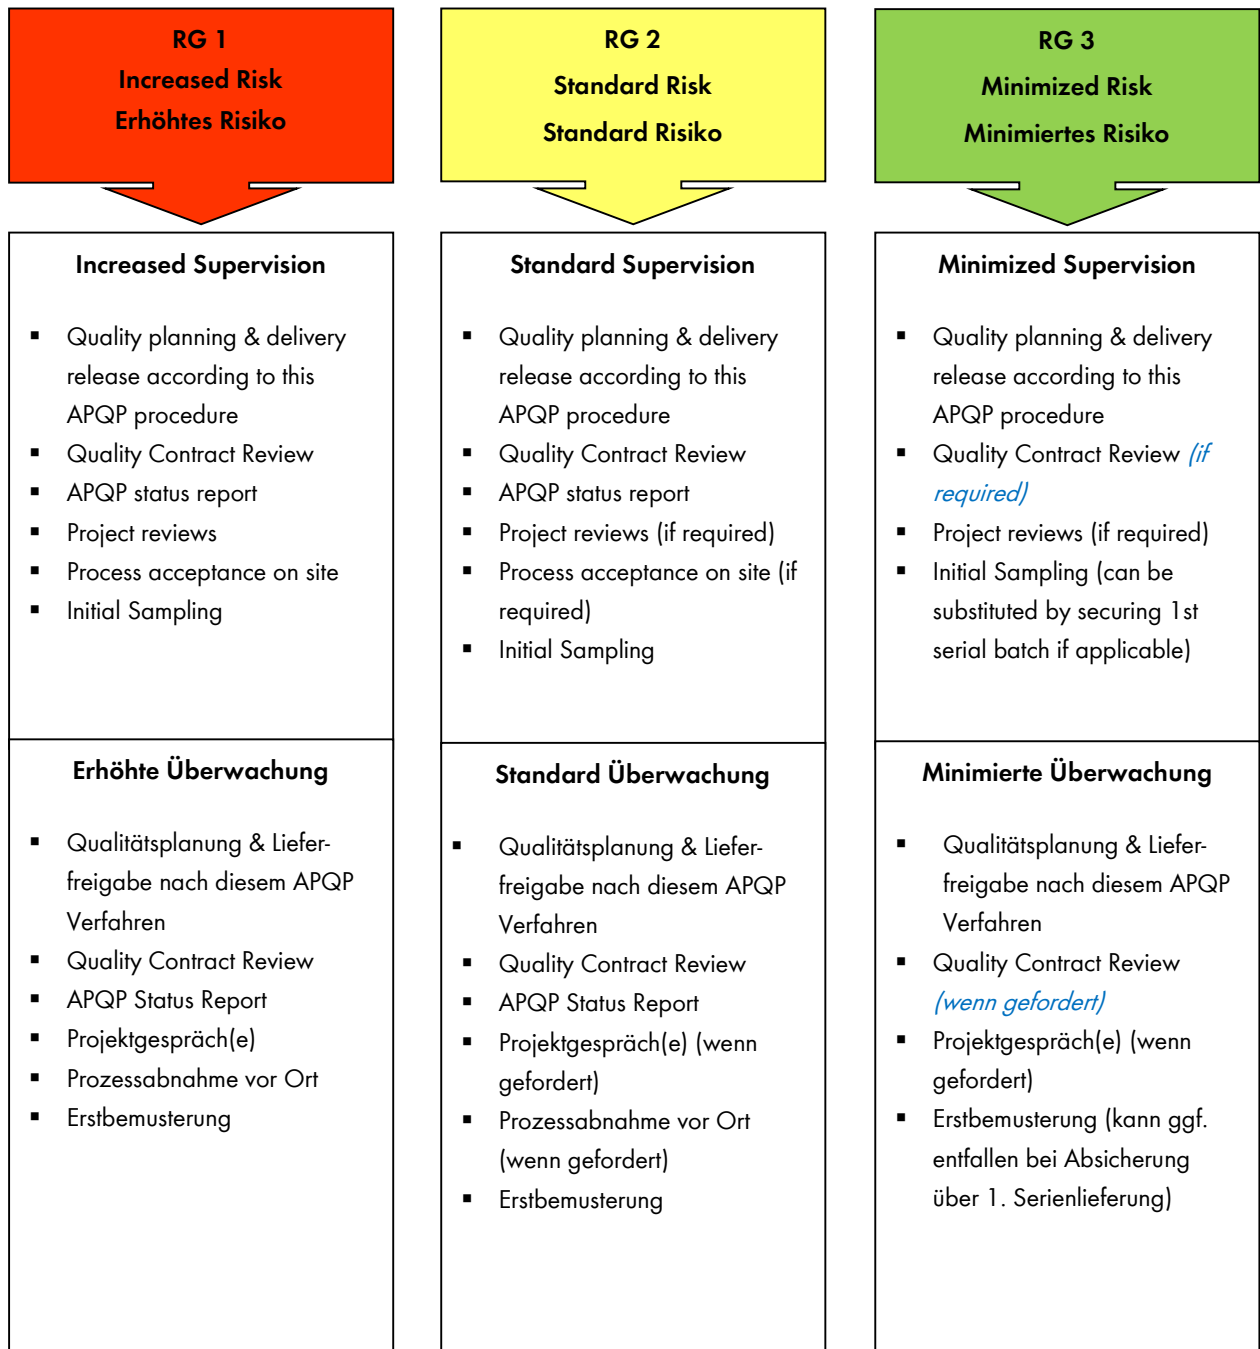 RG 1
Increased Risk
Erhöhtes Risiko
RG 2
Standard Risk
Standard Risiko
RG 3
Minimized Risk
Minimiertes Risiko
Increased Supervision
▪ Quality planning & delivery
release according to this
APQP procedure
▪ Quality Contract Review
▪ APQP status report
▪ Project reviews
▪ Process acceptance on site
▪ Initial Sampling
Standard Supervision
▪ Quality planning & delivery
release according to this
APQP procedure
▪ Quality Contract Review
▪ APQP status report
▪ Project reviews (if required)
▪ Process acceptance on site (if
required)
▪ Initial Sampling
Minimized Supervision
▪ Quality planning & delivery
release according to this
APQP procedure
▪ Quality Contract Review (if
required)
▪ Project reviews (if required)
▪ Initial Sampling (can be
substituted by securing 1st
serial batch if applicable)
Erhöhte Überwachung
▪ Qualitätsplanung & Liefer-
freigabe nach diesem APQP
Verfahren
▪ Quality Contract Review
▪ APQP Status Report
▪ Projektgespräch(e)
▪ Prozessabnahme vor Ort
▪ Erstbemusterung
Standard Überwachung
▪ Qualitätsplanung & Liefer-
freigabe nach diesem APQP
Verfahren
▪ Quality Contract Review
▪ APQP Status Report
▪ Projektgespräch(e) (wenn
gefordert)
▪ Prozessabnahme vor Ort
(wenn gefordert)
▪ Erstbemusterung
Minimierte Überwachung
▪ Qualitätsplanung & Liefer-
freigabe nach diesem APQP
Verfahren
▪ Quality Contract Review
(wenn gefordert)
▪ Projektgespräch(e) (wenn
gefordert)
▪ Erstbemusterung (kann ggf.
entfallen bei Absicherung
über 1. Serienlieferung)